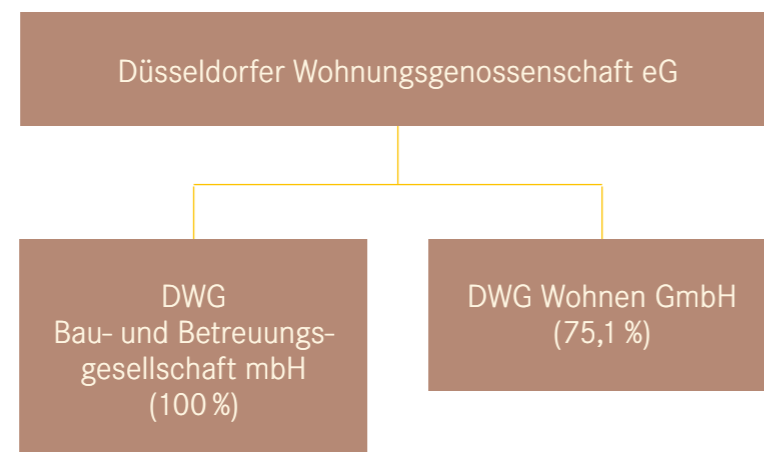 Düsseldorfer Wohnungsgenossenschaft eG
DWG
Bau- und Betreuungs-
gesellschaft mbH
(100 %)
DWG Wohnen GmbH
(75,1 %)